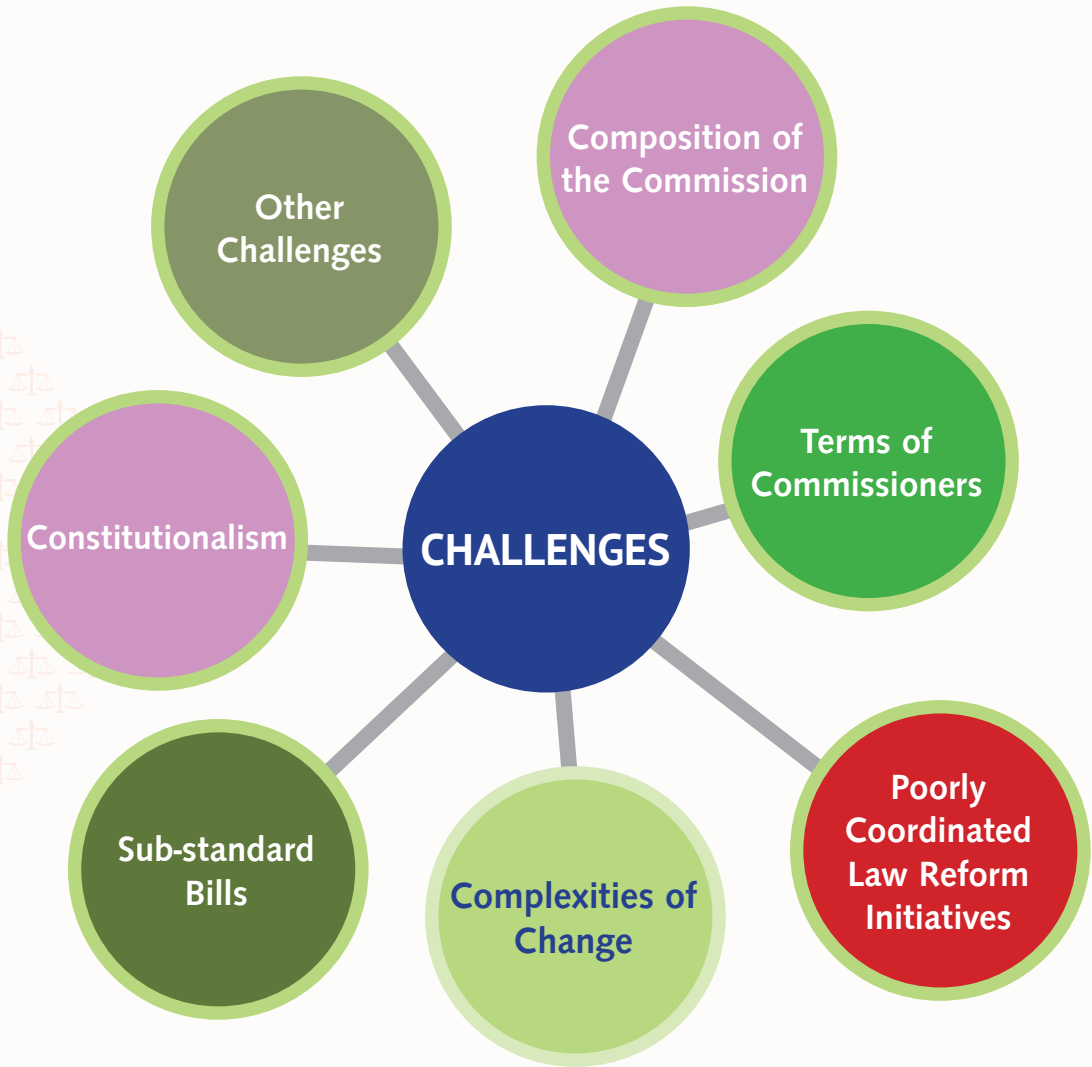 Composition of
the Commission
Other
Challenges
Terms of
Commissioners
CHALLENGES
Constitutionalism
Poorly
Coordinated
Law Reform
Initiatives
Sub-standard
Bills
Complexities of
Change